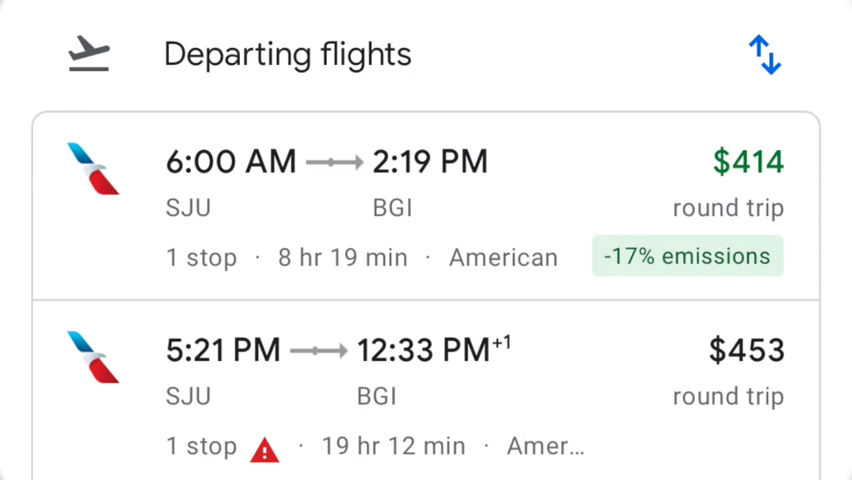 Departing flights
6:00 AM 2:19 PM $414
SJU BGI round trip
1 stop · 8 hr 19 min · American -17% emissions
5:21 PM 12:33 PM+1 $453
SJU BGI round trip
1 stop · 19 hr 12 min · Amer...